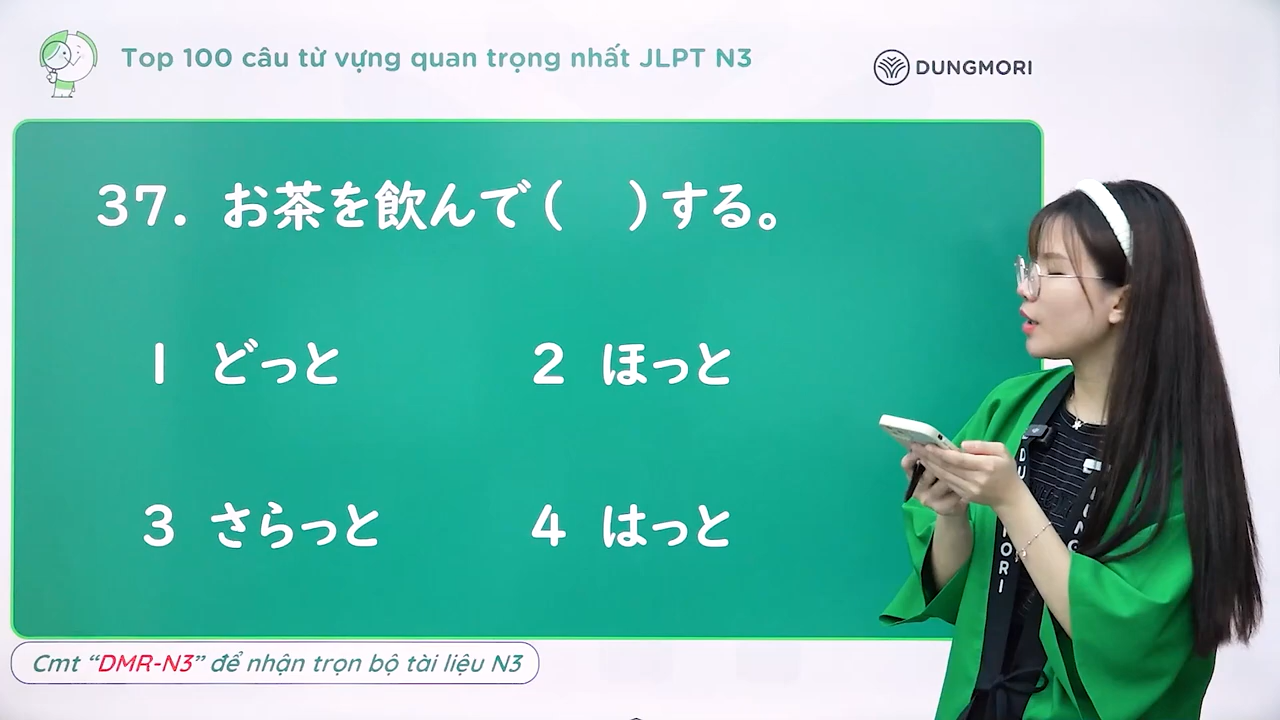 Top 100 câu từ vựng quan trọng nhất JLPT N3
DUNGMORI
37. お茶を飲んで(　)する。
1 どっと
2 ほっと
3 さらっと
4 はっと
Cmt “DMR-N3” để nhận trọn bộ tài liệu N3